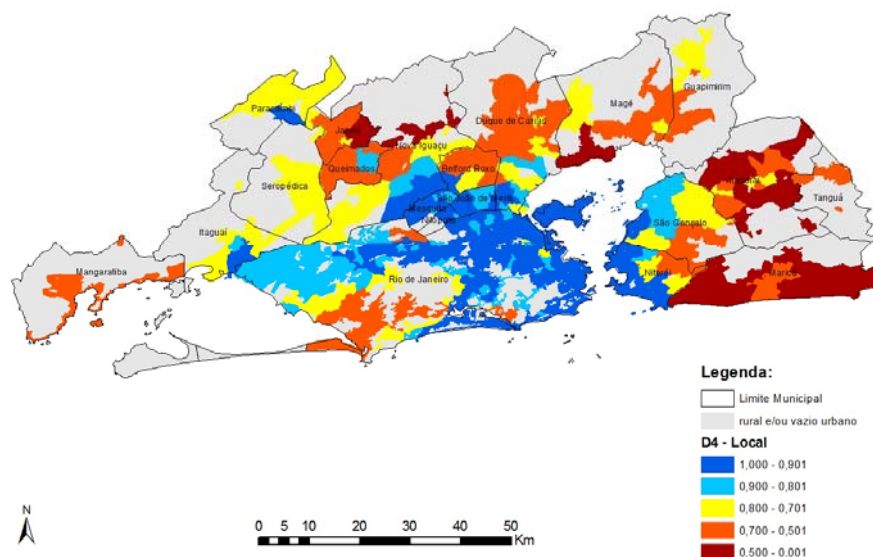 Guapimirim
Magé
Paracambi
Duque de Caxias
Japeri
Nova Iguaçu
Queimados
Belford Roxo
Itaboraí
Seropédica
São João de Meriti
Tanguá
Mesquita
Nilópolis
São Gonçalo
Itaguaí
Mangaratiba
Rio de Janeiro
Niterói
Maricá
Legenda:
Limite Municipal
rural e/ou vazio urbano
D4 - Local
1,000 - 0,901
0,900 - 0,801
0,800 - 0,701
0,700 - 0,501
0,500 - 0,001
N
0 5 10 20 30 40 50
Km